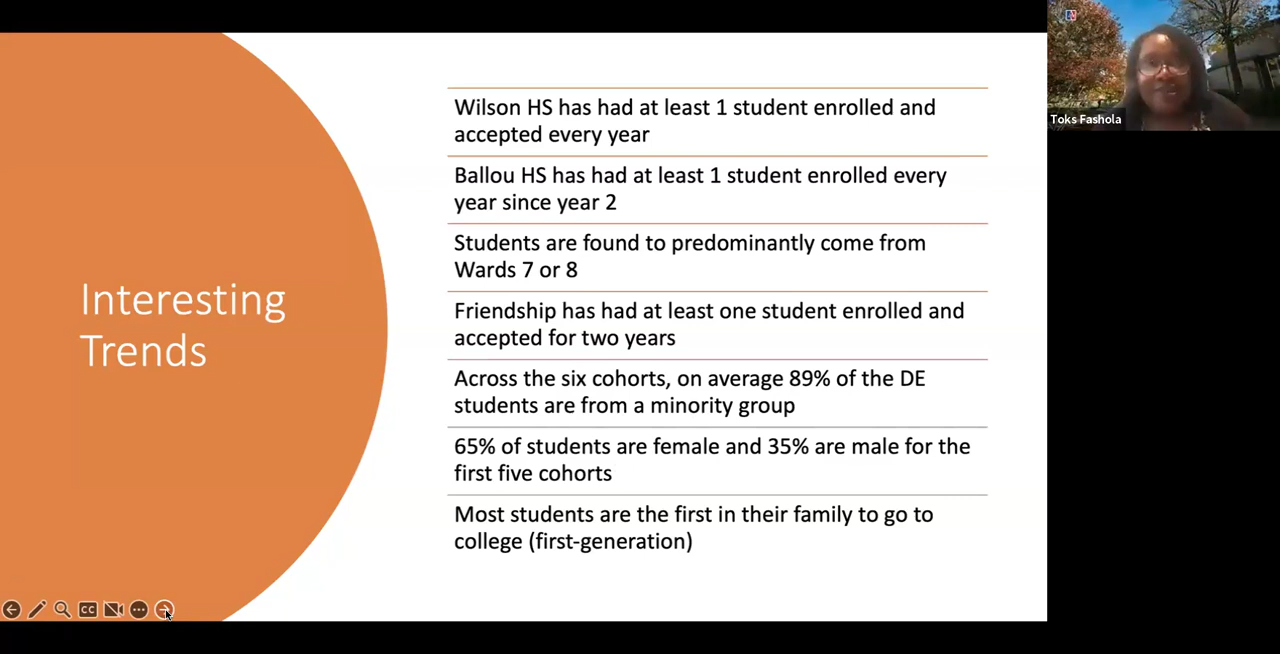 Interesting
Trends
Wilson HS has had at least 1 student enrolled and
accepted every year
Ballou HS has had at least 1 student enrolled every
year since year 2
Students are found to predominantly come from
Wards 7 or 8
Friendship has had at least one student enrolled and
accepted for two years
Across the six cohorts, on average 89% of the DE
students are from a minority group
65% of students are female and 35% are male for the
first five cohorts
Most students are the first in their family to go to
college (first-generation)
Toks Fashola
CC